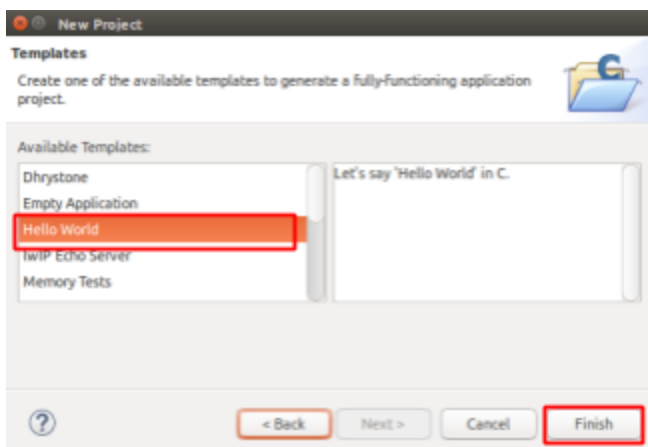 New Project
Templates
Create one of the available templates to generate a fully-functioning application
project.
C
Available Templates:
Dhrystone
Empty Application
Hello World
lwIP Echo Server
Memory Tests
Let's say 'Hello World' in C.
?
< Back
Next >
Cancel
Finish